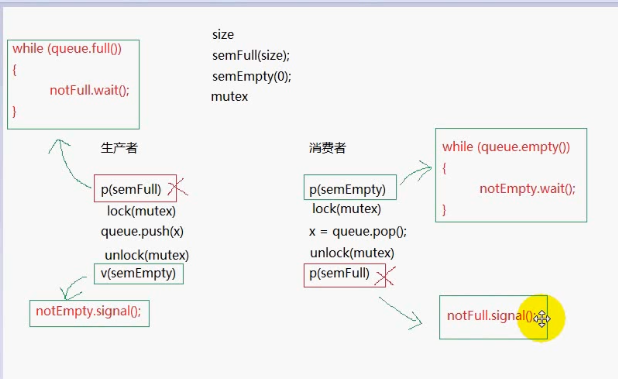 while (queue.full())
{
notFull.wait();
}
size
semFull(size);
semEmpty(0);
mutex
生产者
p(semFull)
lock(mutex)
queue.push(x)
unlock(mutex)
v(semEmpty)
notEmpty.signal();
消费者
p(semEmpty)
lock(mutex)
x = queue.pop();
unlock(mutex)
p(semFull)
while (queue.empty())
{
notEmpty.wait();
}
notFull.signal();